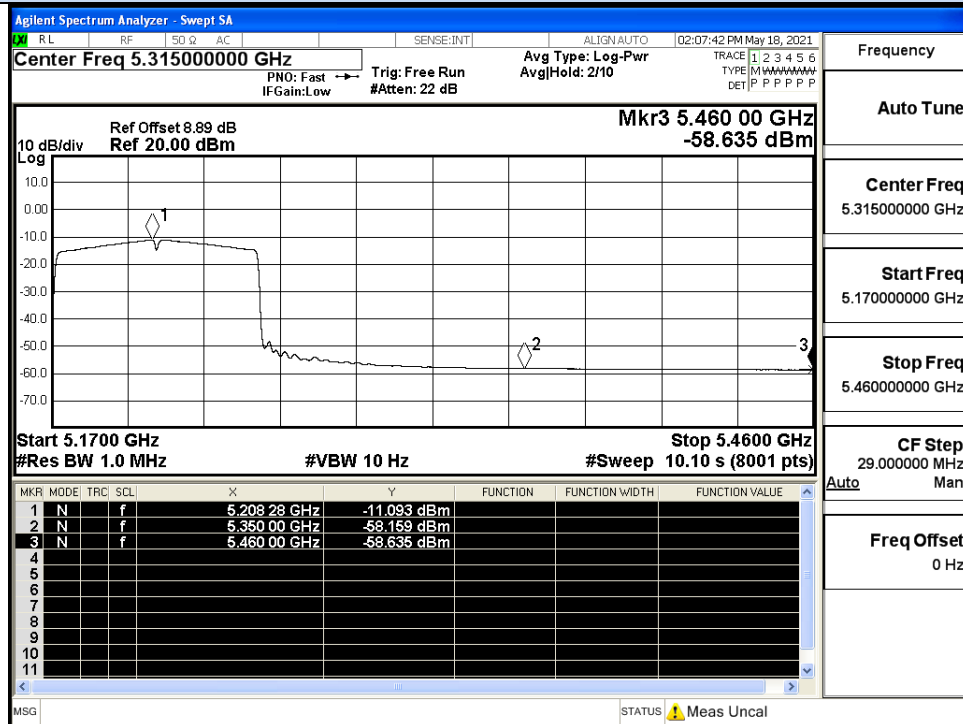 Agilent Spectrum Analyzer - Swept SA
LXI RL RF 50 Ω AC SENSE:INT ALIGN AUTO 02:07:42 PM May 18, 2021
Center Freq 5.315000000 GHz
PNO: Fast
IFGain:Low
Trig: Free Run
#Atten: 22 dB
Avg Type: Log-Pwr
Avg|Hold: 2/10
TRACE 1 2 3 4 5 6
TYPE M W W W W W
DET P P P P P P
Mkr3 5.460 00 GHz
-58.635 dBm
Ref Offset 8.89 dB
10 dB/div Ref 20.00 dBm
Log
10.0
0.00
-10.0
-20.0
-30.0
-40.0
-50.0
-60.0
-70.0
1
2
3
Start 5.1700 GHz Stop 5.4600 GHz
#Res BW 1.0 MHz #VBW 10 Hz #Sweep 10.10 s (8001 pts)
MKR MODE TRC SCL X Y FUNCTION FUNCTION WIDTH FUNCTION VALUE
1 N f 5.208 28 GHz -11.093 dBm
2 N f 5.350 00 GHz -58.159 dBm
3 N f 5.460 00 GHz -58.635 dBm
4
5
6
7
8
9
10
11
MSG STATUS Meas Uncal
Frequency
Auto Tune
Center Freq
5.315000000 GHz
Start Freq
5.170000000 GHz
Stop Freq
5.460000000 GHz
CF Step
29.000000 MHz
Auto Man
Freq Offset
0 Hz